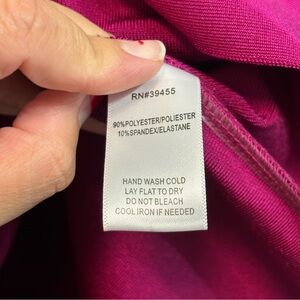 RN#39455
90%POLYESTER/POLIESTER
10%SPANDEX/ELASTANE
HAND WASH COLD
LAY FLAT TO DRY
DO NOT BLEACH
COOL IRON IF NEEDED